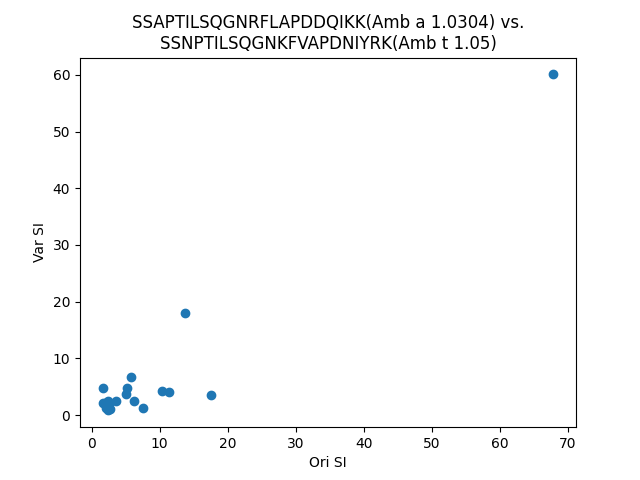 SSAPTILSQGNRFLAPDDQIKK(Amb a 1.0304) vs.
SSNPTILSQGNKFVAPDNIYRK(Amb t 1.05)
60
50
40
30
20
10
0
Var SI
0 10 20 30 40 50 60 70
Ori SI